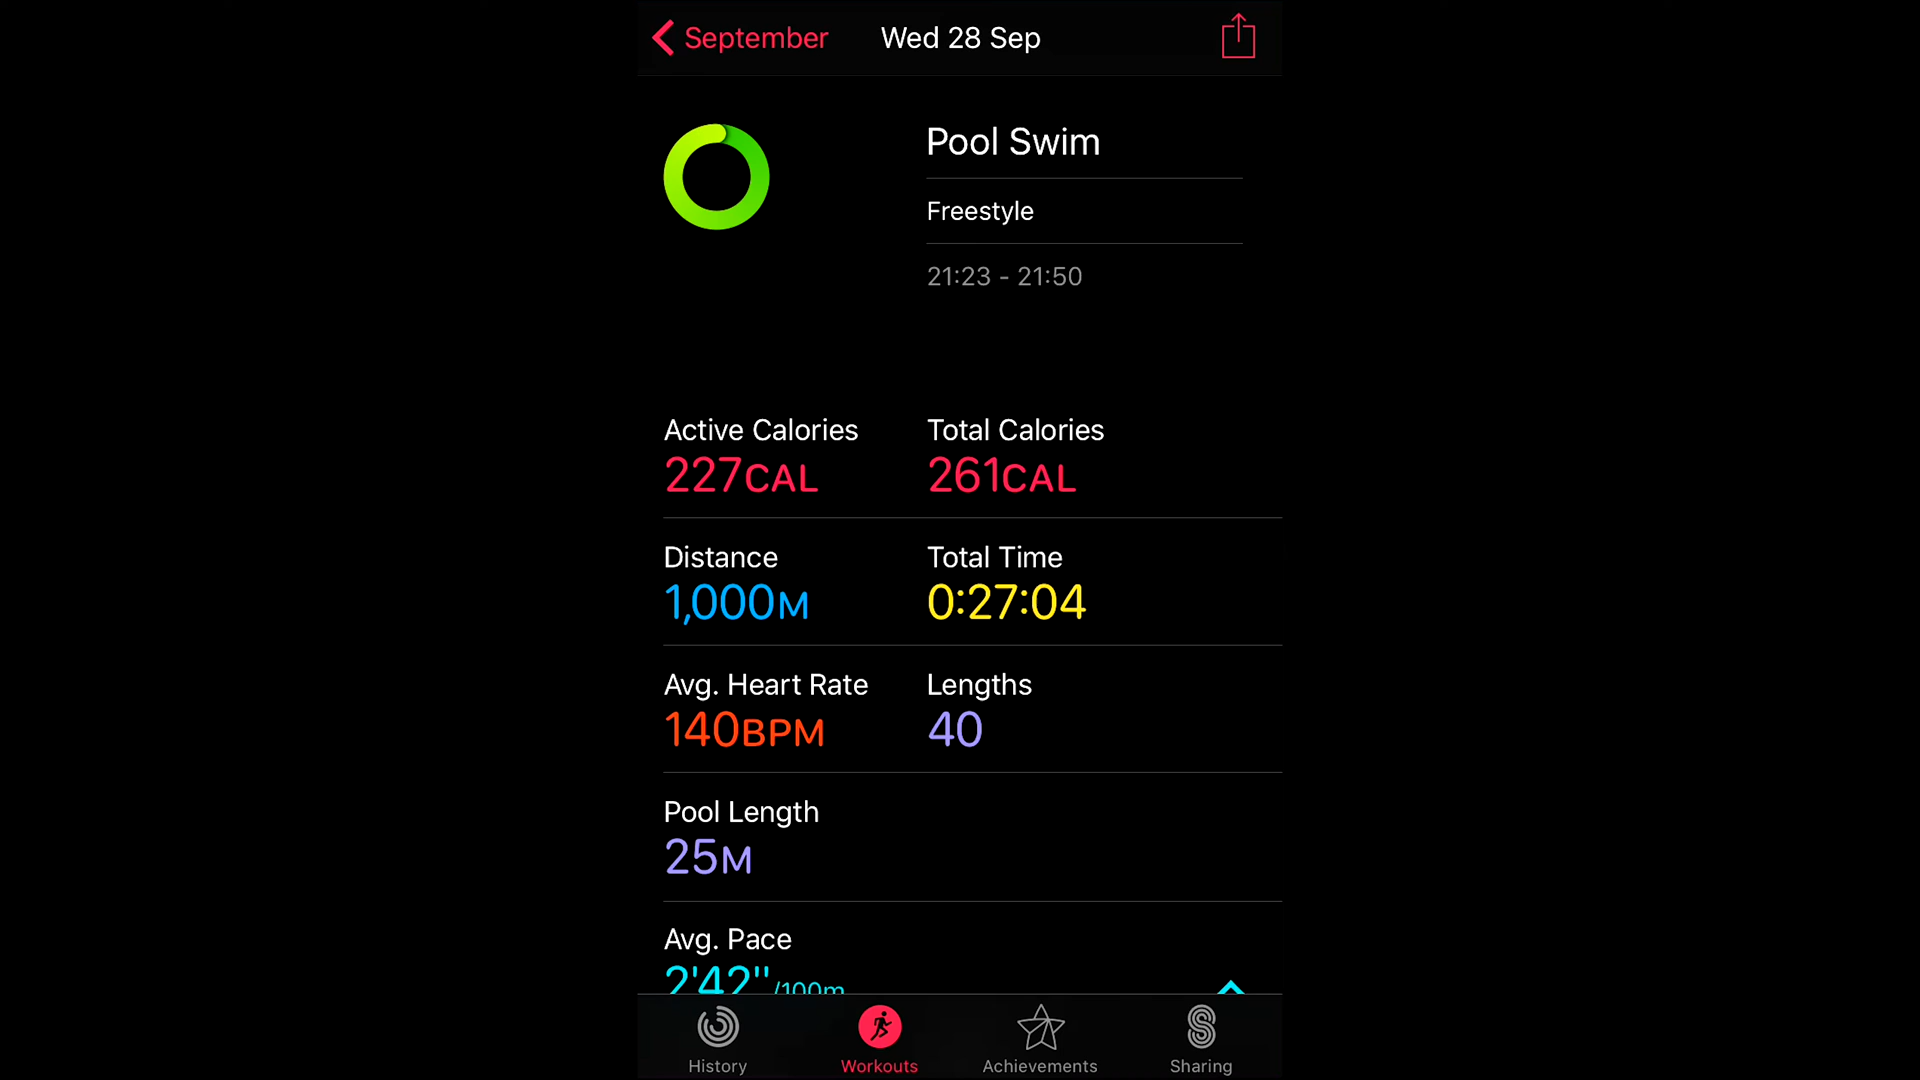 September
Wed 28 Sep
Pool Swim
Freestyle
21:23 - 21:50
Active Calories
Total Calories
227CAL
261CAL
Distance
Total Time
1,000M
0:27:04
Avg. Heart Rate
Lengths
140BPM
40
Pool Length
25M
Avg. Pace
2'42"/100m
History
Workouts
Achievements
Sharing